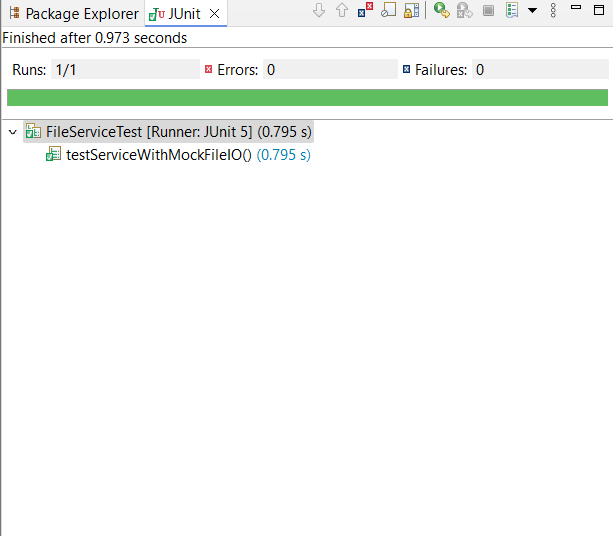 Package Explorer JUnit
Finished after 0.973 seconds
Runs: 1/1 Errors: 0 Failures: 0
FileServiceTest [Runner: JUnit 5] (0.795 s)
testServiceWithMockFileIO() (0.795 s)